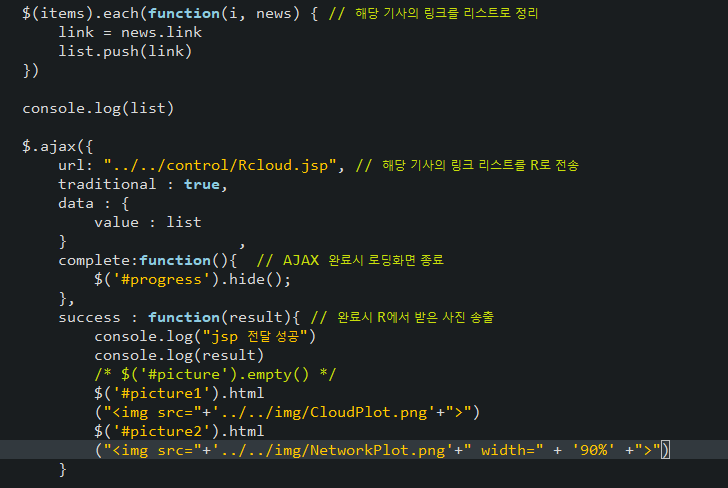 $(items).each(function(i, news) { // 해당 기사의 링크를 리스트로 정리
link = news.link
list.push(link)
})
console.log(list)
$.ajax({
url: "../../control/Rcloud.jsp", // 해당 기사의 링크 리스트를 R로 전송
traditional : true,
data : {
value : list
} ,
complete:function(){ // AJAX 완료시 로딩화면 종료
$('#progress').hide();
},
success : function(result){ // 완료시 R에서 받은 사진 송출
console.log("jsp 전달 성공")
console.log(result)
/* $('#picture').empty() */
$('#picture1').html
("<img src="+'../../img/CloudPlot.png'+">")
$('#picture2').html
("<img src="+'../../img/NetworkPlot.png'+" width=" + '90%' +">")
}